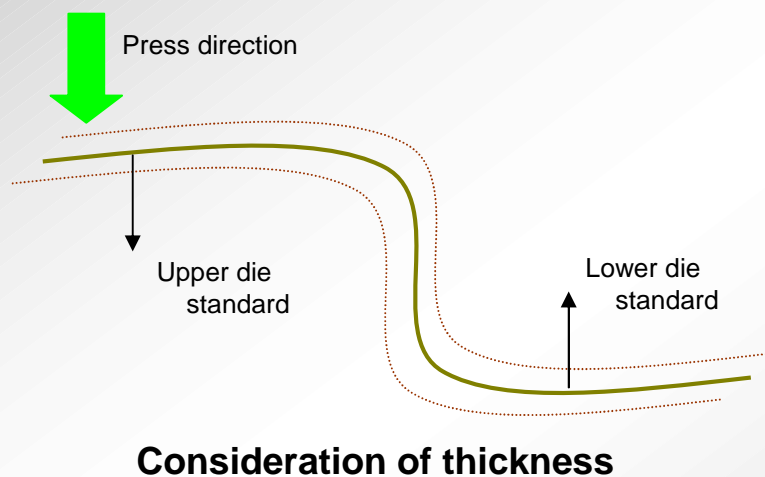 Press direction
Upper die
standard
Lower die
standard
Consideration of thickness